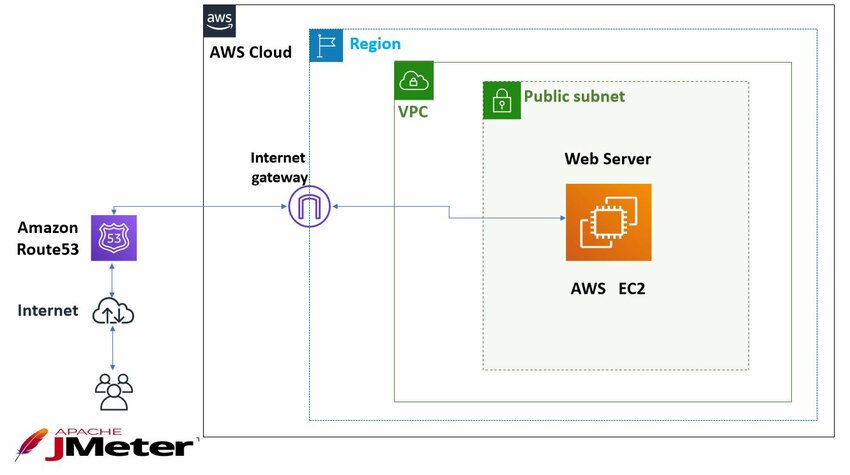 aws
AWS Cloud
Region
VPC
Public subnet
Internet
gateway
Web Server
AWS EC2
Amazon
Route53
53
Internet
APACHE
JMeter